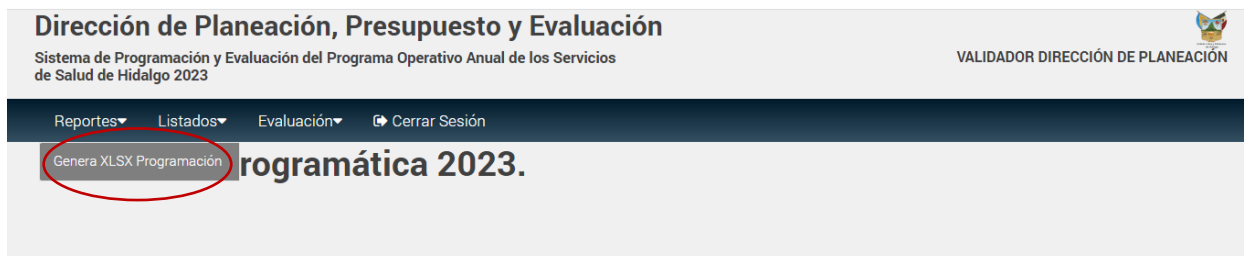 Dirección de Planeación, Presupuesto y Evaluación
Sistema de Programación y Evaluación del Programa Operativo Anual de los Servicios
de Salud de Hidalgo 2023
VALIDADOR DIRECCIÓN DE PLANEACIÓN
Reportes Listados Evaluación Cerrar Sesión
Genera XLSX Programación
rogramática 2023.